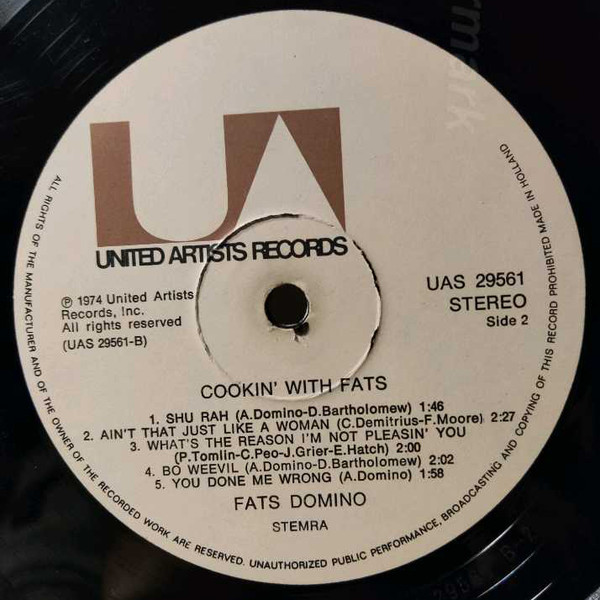 UA
UNITED ARTISTS RECORDS
℗ 1974 United Artists
Records, Inc.
All rights reserved
(UAS 29561-B)
UAS 29561
STEREO
Side 2
COOKIN' WITH FATS
1. SHU RAH (A.Domino-D.Bartholomew) 1:46
2. AIN'T THAT JUST LIKE A WOMAN (C.Demitrius-F.Moore) 2:27
3. WHAT'S THE REASON I'M NOT PLEASIN' YOU
(P.Tomlin-C.Peo-J.Grier-E.Hatch) 2:00
4. BO WEEVIL (A.Domino-D.Bartholomew) 2:02
5. YOU DONE ME WRONG (A.Domino) 1:58
FATS DOMINO
STEMRA
ALL RIGHTS OF THE MANUFACTURER AND OF THE OWNER OF THE RECORDED WORK ARE RESERVED. UNAUTHORIZED PUBLIC PERFORMANCE, BROADCASTING AND COPYING OF THIS RECORD PROHIBITED MADE IN HOLLAND